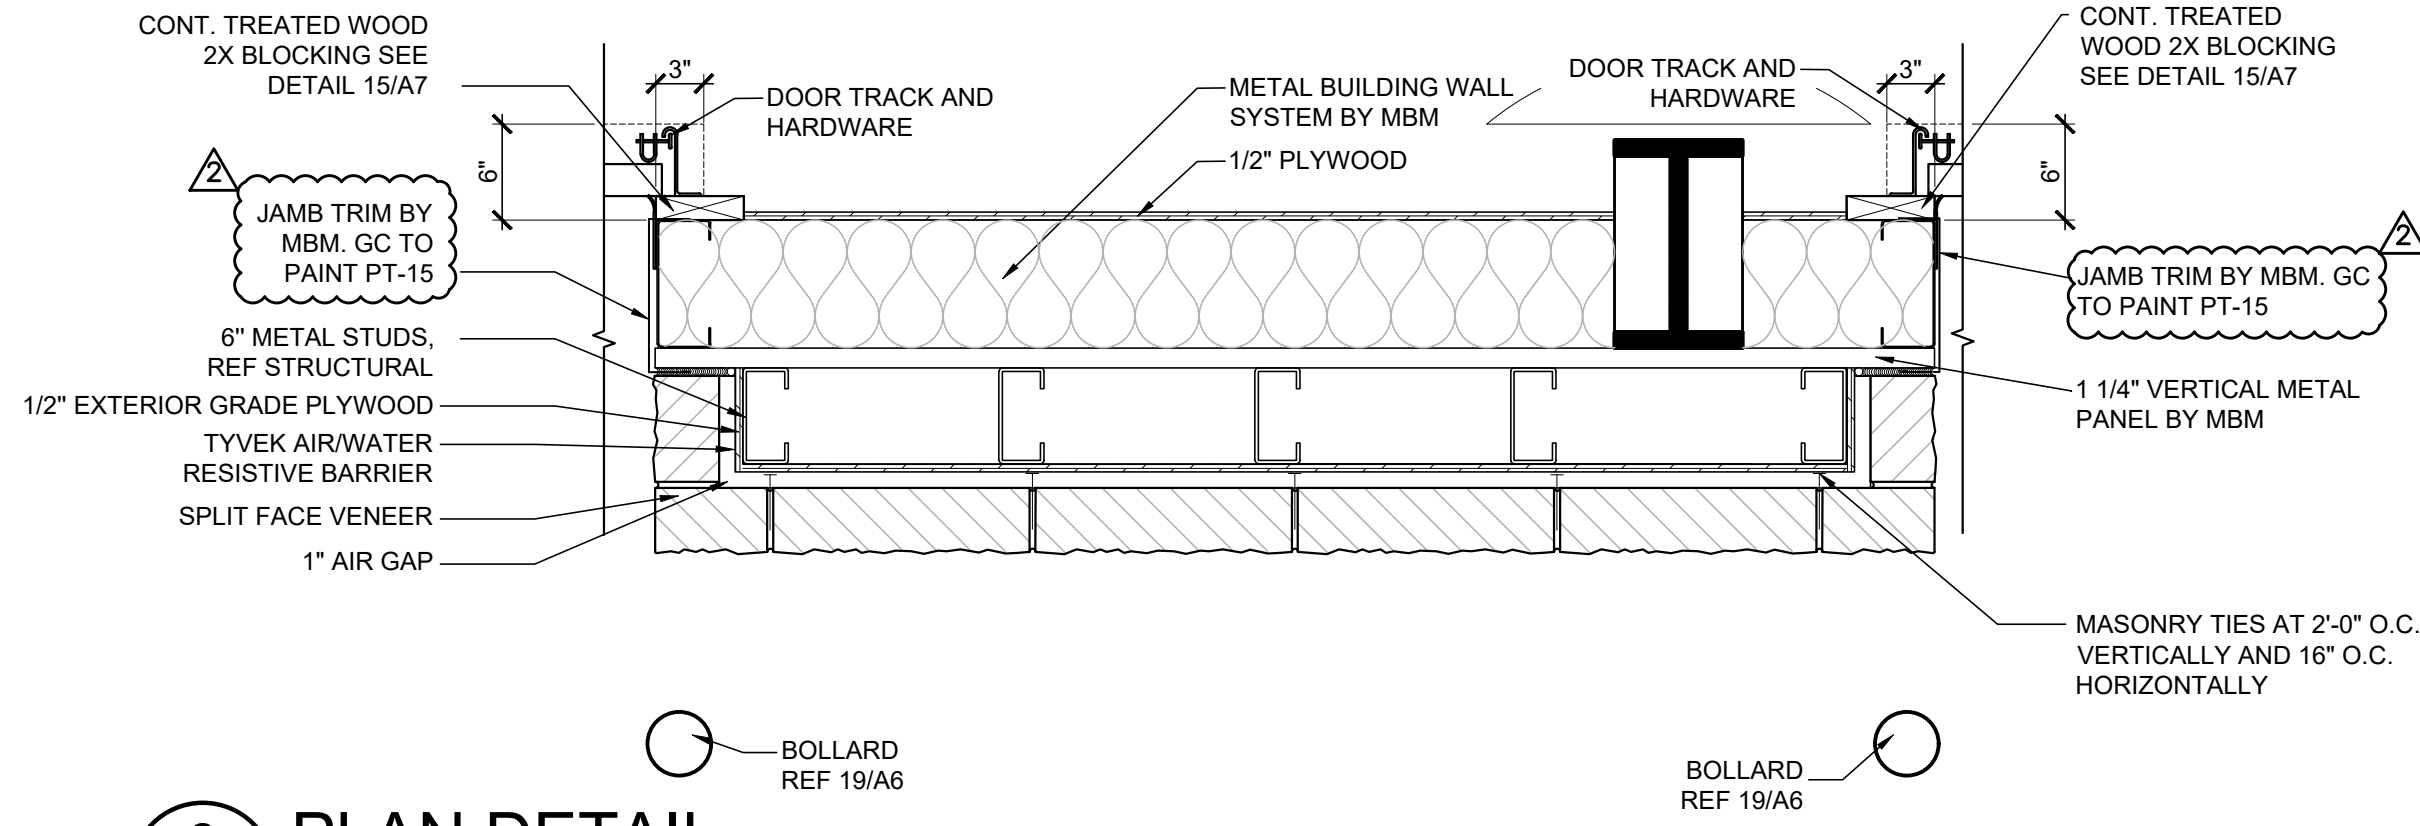 CONT. TREATED WOOD
2X BLOCKING SEE
DETAIL 15/A7
3"
DOOR TRACK AND
HARDWARE
METAL BUILDING WALL
SYSTEM BY MBM
1/2" PLYWOOD
DOOR TRACK AND
HARDWARE
3"
CONT. TREATED
WOOD 2X BLOCKING
SEE DETAIL 15/A7
6"
6"
2
JAMB TRIM BY
MBM. GC TO
PAINT PT-15
2
JAMB TRIM BY MBM. GC
TO PAINT PT-15
6" METAL STUDS,
REF STRUCTURAL
1/2" EXTERIOR GRADE PLYWOOD
TYVEK AIR/WATER
RESISTIVE BARRIER
SPLIT FACE VENEER
1" AIR GAP
1 1/4" VERTICAL METAL
PANEL BY MBM
MASONRY TIES AT 2'-0" O.C.
VERTICALLY AND 16" O.C.
HORIZONTALLY
BOLLARD
REF 19/A6
BOLLARD
REF 19/A6
PLAN DETAIL